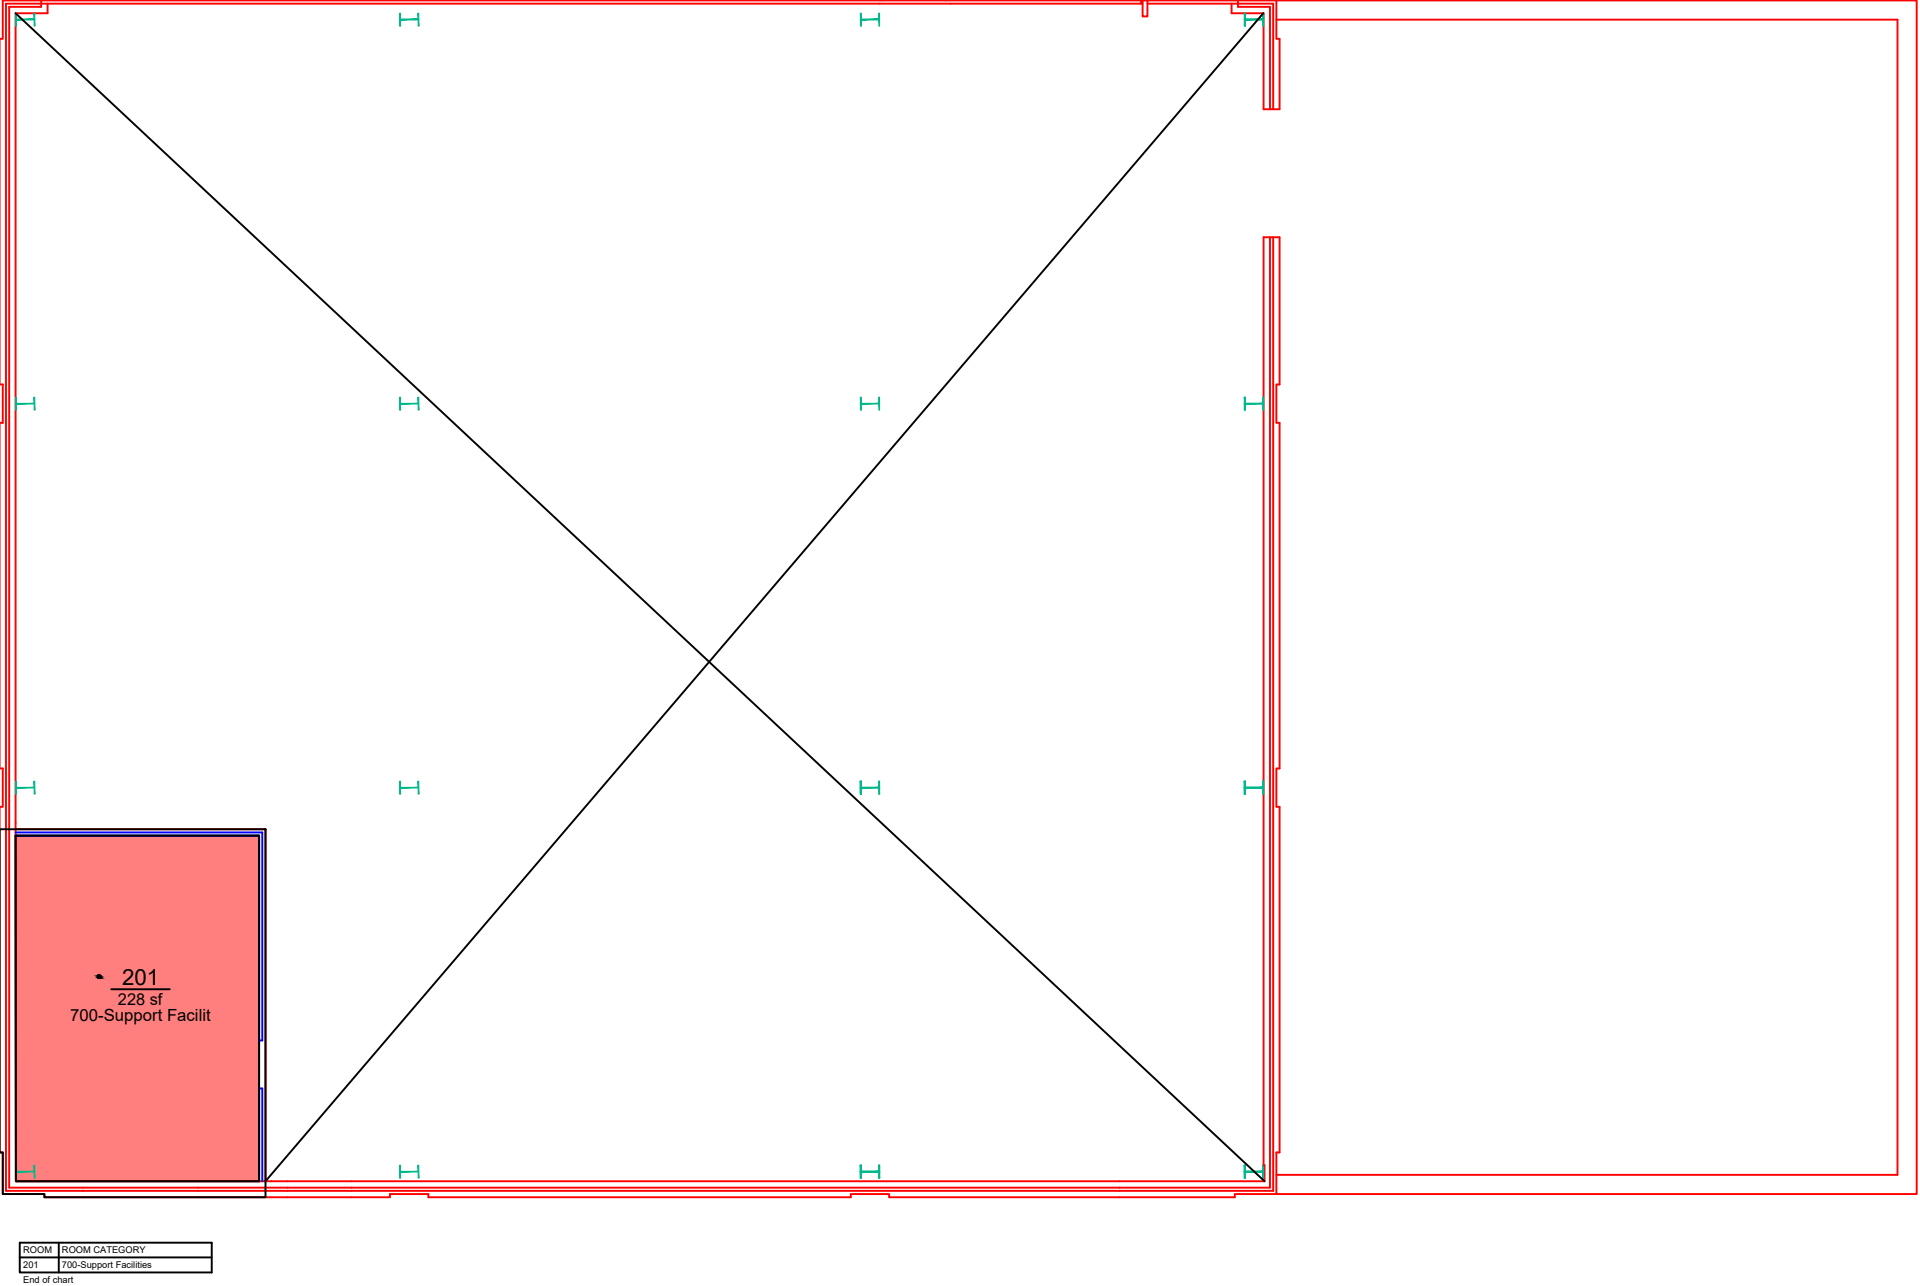 201
228 sf
700-Support Facilit
ROOM ROOM CATEGORY
201 700-Support Facilities
End of chart